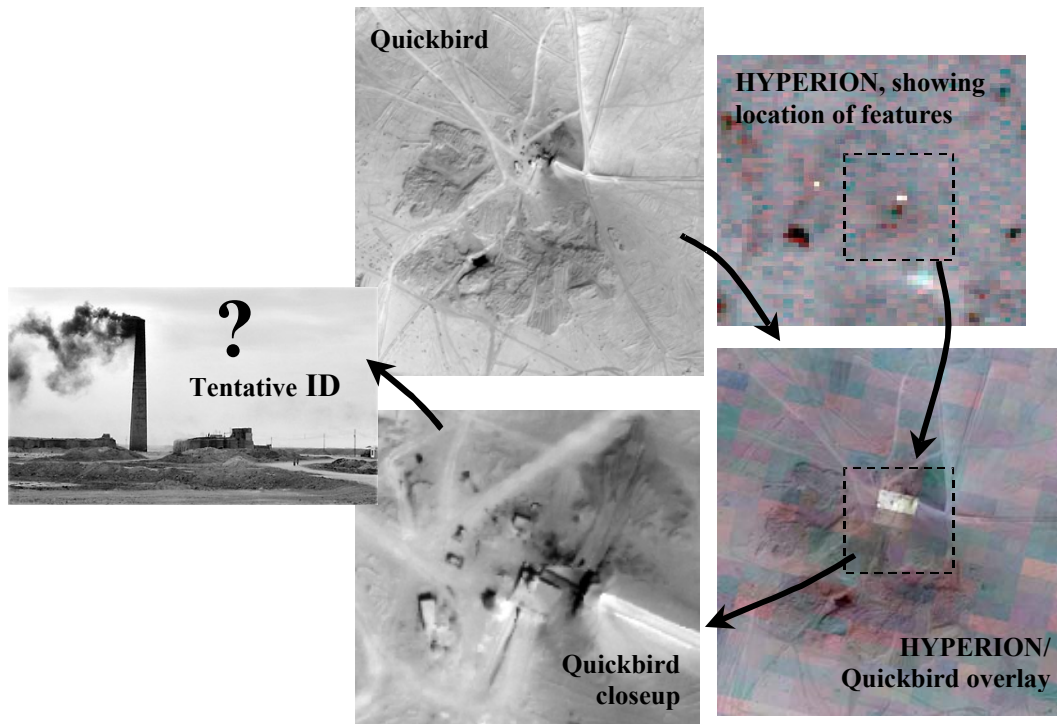 Quickbird
HYPERION, showing
location of features
?
Tentative ID
Quickbird
closeup
HYPERION/
Quickbird overlay